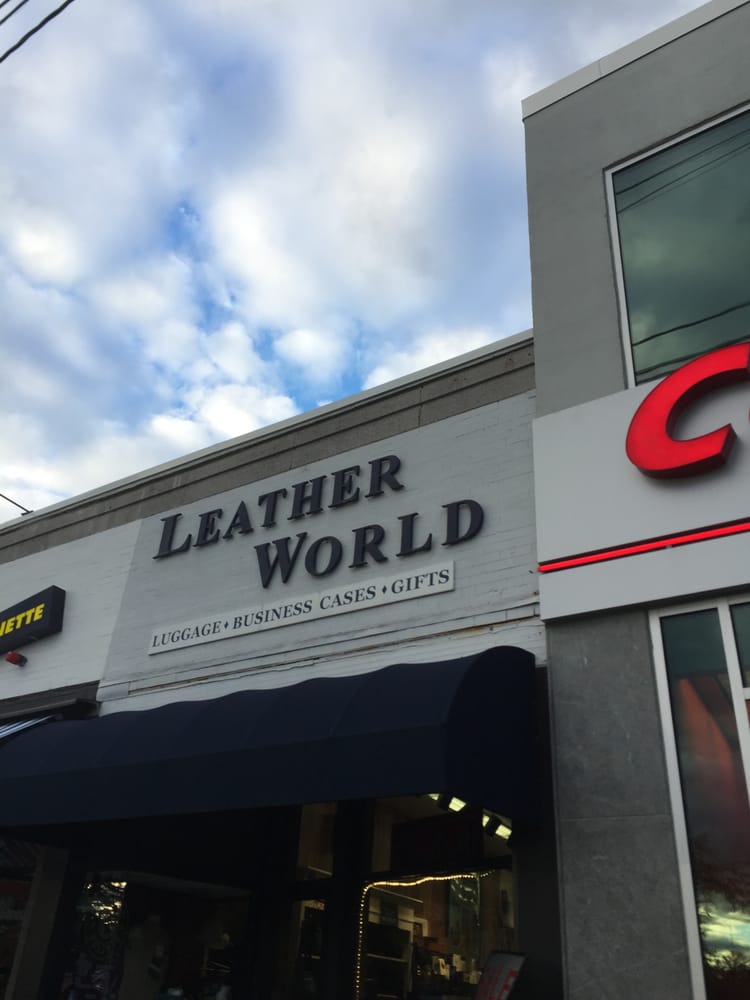 LEATHER
WORLD
LUGGAGE ♦ BUSINESS CASES ♦ GIFTS